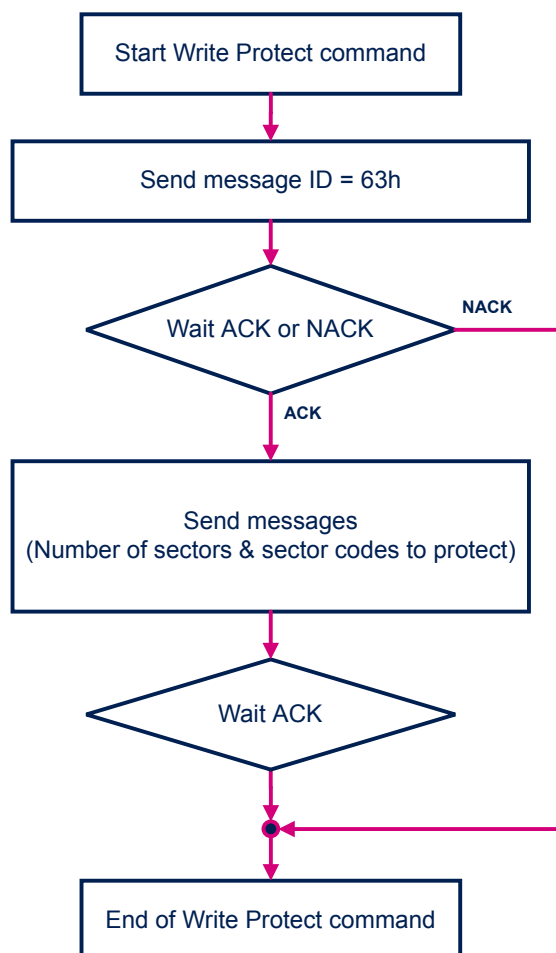 Start Write Protect command
Send message ID = 63h
Wait ACK or NACK
NACK
ACK
Send messages
(Number of sectors & sector codes to protect)
Wait ACK
End of Write Protect command